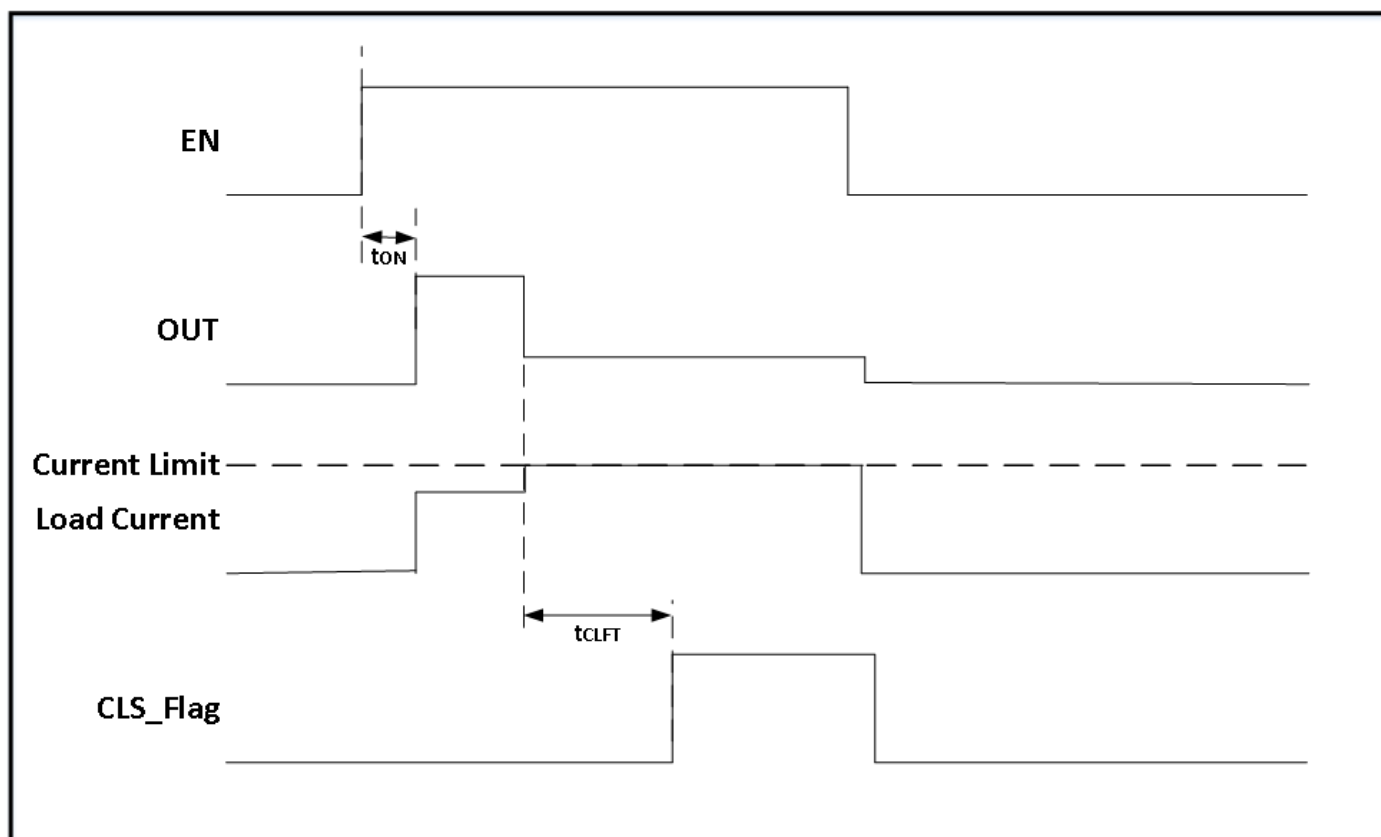 EN
tON
OUT
Current Limit
Load Current
tCLFT
CLS_Flag